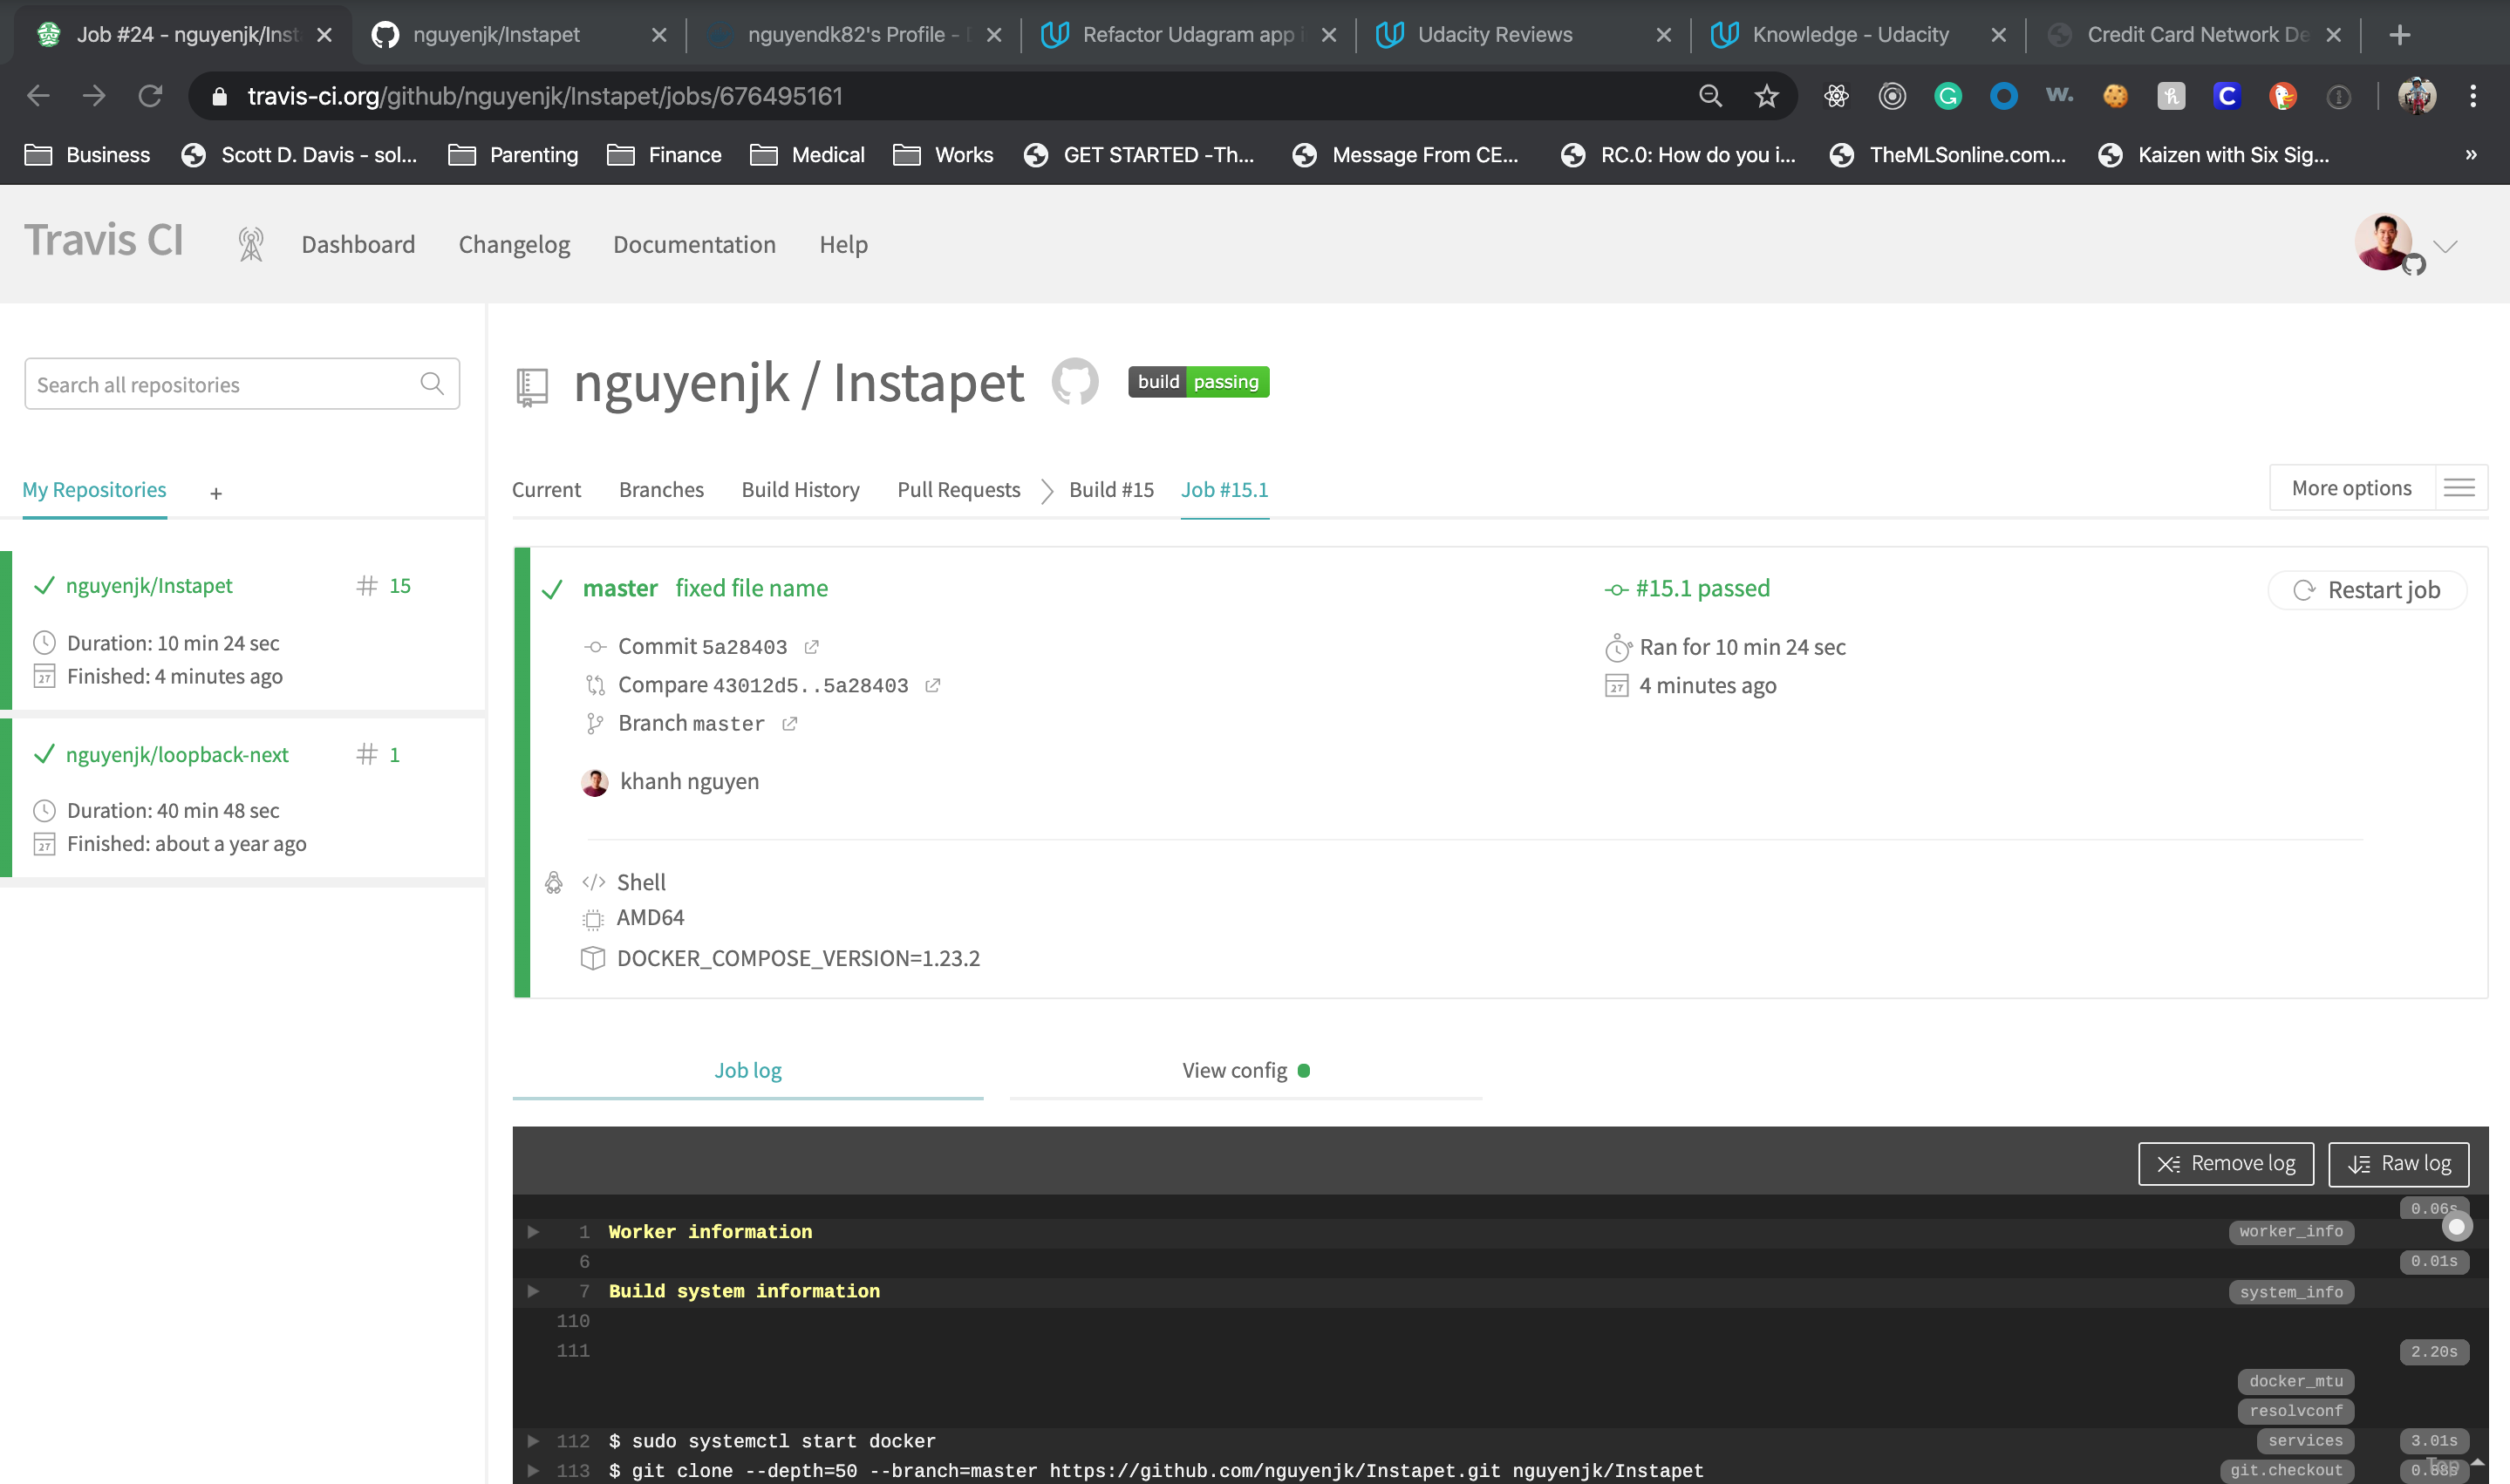 Job #24 - nguyenjk/Inst
nguyenjk/Instapet
nguyendk82's Profile -
Refactor Udagram app i
Udacity Reviews
Knowledge - Udacity
Credit Card Network De
travis-ci.org/github/nguyenjk/Instapet/jobs/676495161
Business
Scott D. Davis - sol...
Parenting
Finance
Medical
Works
GET STARTED -Th...
Message From CE...
RC.0: How do you i...
TheMLSonline.com...
Kaizen with Six Sig...
»
Travis CI
Dashboard
Changelog
Documentation
Help
Search all repositories
nguyenjk / Instapet
build passing
My Repositories +
Current
Branches
Build History
Pull Requests
Build #15
Job #15.1
More options
nguyenjk/Instapet # 15
Duration: 10 min 24 sec
Finished: 4 minutes ago
nguyenjk/loopback-next # 1
Duration: 40 min 48 sec
Finished: about a year ago
master fixed file name
Commit 5a28403
Compare 43012d5..5a28403
Branch master
khanh nguyen
#15.1 passed
Ran for 10 min 24 sec
4 minutes ago
Restart job
Shell
AMD64
DOCKER_COMPOSE_VERSION=1.23.2
Job log
View config
Remove log
Raw log
0.06s
1 Worker information worker_info
6 0.01s
7 Build system information system_info
110
111 2.20s
docker_mtu
resolvconf
112 $ sudo systemctl start docker services 3.01s
113 $ git clone --depth=50 --branch=master https://github.com/nguyenjk/Instapet.git nguyenjk/Instapet git.checkout
Top